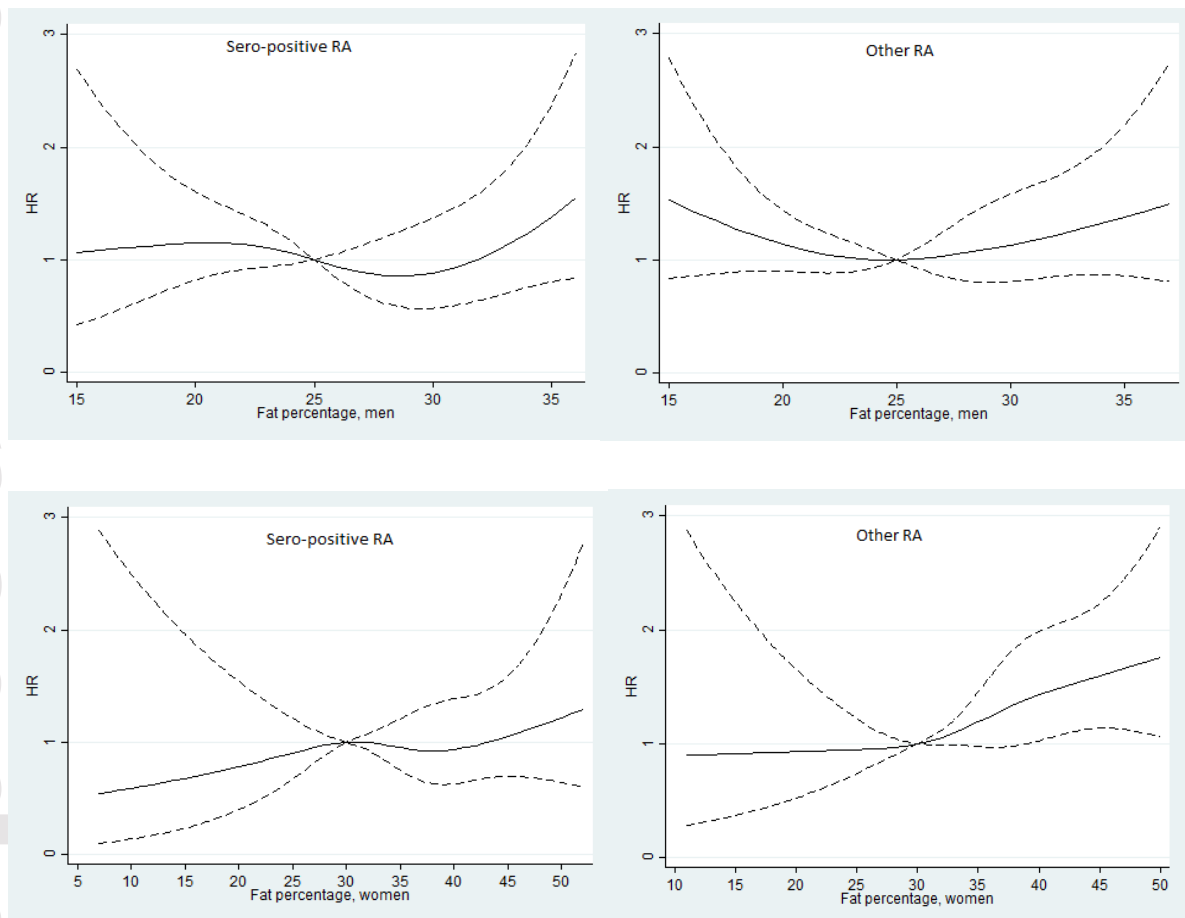 Sero-positive RA
3
2
1
0
HR
15 20 25 30 35
Fat percentage, men
Other RA
3
2
1
0
HR
15 20 25 30 35
Fat percentage, men
Sero-positive RA
3
2
1
0
HR
5 10 15 20 25 30 35 40 45 50
Fat percentage, women
Other RA
3
2
1
0
HR
10 15 20 25 30 35 40 45 50
Fat percentage, women